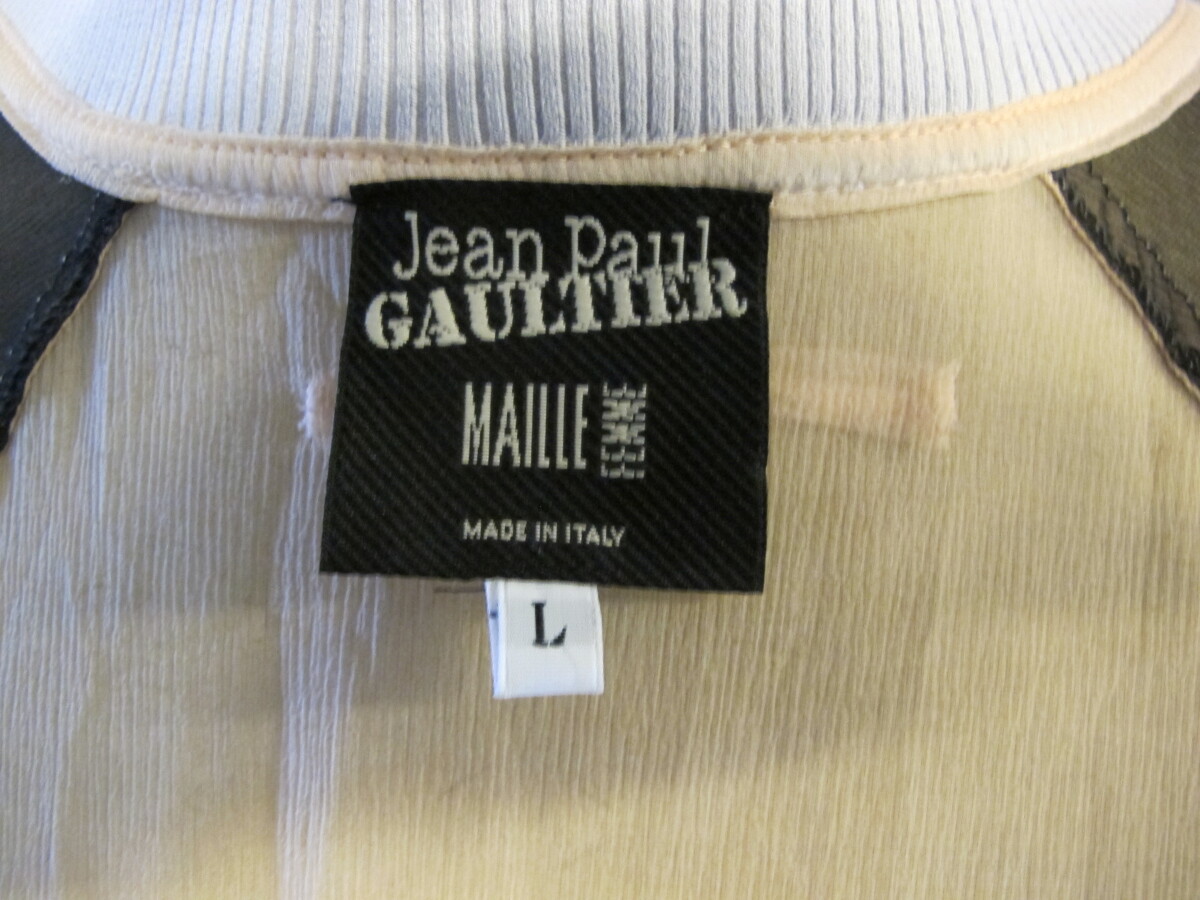 Jean Paul
GAULTIER
MAILLE FEMME
MADE IN ITALY
L